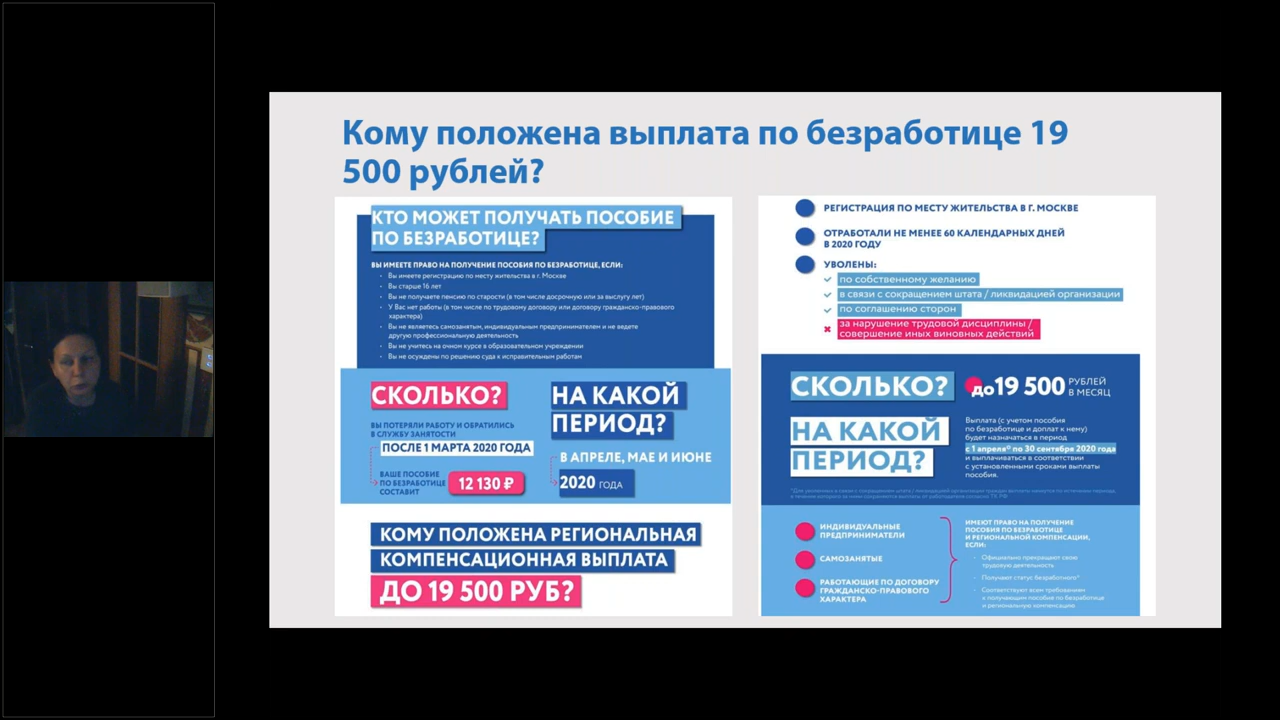 Кому положена выплата по безработице 19
500 рублей?
КТО МОЖЕТ ПОЛУЧАТЬ ПОСОБИЕ
ПО БЕЗРАБОТИЦЕ?
ВЫ ИМЕЕТЕ ПРАВО НА ПОЛУЧЕНИЕ ПОСОБИЯ ПО БЕЗРАБОТИЦЕ, ЕСЛИ:
Вы имеете регистрацию по месту жительства в г. Москве
Вы старше 16 лет
Вы не получаете пенсию по старости (в том числе досрочную или за выслугу лет)
У Вас нет работы (в том числе по трудовому договору или договору гражданско-правового
характера)
Вы не являетесь самозанятым, индивидуальным предпринимателем и не ведете
другую профессиональную деятельность
Вы не учитесь на очном курсе в образовательном учреждении
Вы не осуждены по решению суда к исправительным работам
СКОЛЬКО?
ВЫ ПОТЕРЯЛИ РАБОТУ И ОБРАТИЛИСЬ
В СЛУЖБУ ЗАНЯТОСТИ
ПОСЛЕ 1 МАРТА 2020 ГОДА
ВАШЕ ПОСОБИЕ
ПО БЕЗРАБОТИЦЕ
СОСТАВИТ
12 130 ₽
НА КАКОЙ
ПЕРИОД?
В АПРЕЛЕ, МАЕ И ИЮНЕ
2020 ГОДА
КОМУ ПОЛОЖЕНА РЕГИОНАЛЬНАЯ
КОМПЕНСАЦИОННАЯ ВЫПЛАТА
ДО 19 500 РУБ?
РЕГИСТРАЦИЯ ПО МЕСТУ ЖИТЕЛЬСТВА В Г. МОСКВЕ
ОТРАБОТАЛИ НЕ МЕНЕЕ 60 КАЛЕНДАРНЫХ ДНЕЙ
В 2020 ГОДУ
УВОЛЕНЫ:
по собственному желанию
в связи с сокращением штата / ликвидацией организации
по соглашению сторон
за нарушение трудовой дисциплины /
совершение иных виновных действий
СКОЛЬКО?
до 19 500 РУБЛЕЙ
В МЕСЯЦ
НА КАКОЙ
ПЕРИОД?
Выплата (с учетом пособия
по безработице и доплат к нему)
будет назначаться в период
с 1 апреля* по 30 сентября 2020 года
и выплачиваться в соответствии
с установленными сроками выплаты
пособия.
ИНДИВИДУАЛЬНЫЕ
ПРЕДПРИНИМАТЕЛИ
САМОЗАНЯТЫЕ
РАБОТАЮЩИЕ ПО ДОГОВОРУ
ГРАЖДАНСКО-ПРАВОВОГО
ХАРАКТЕРА
ИМЕЮТ ПРАВО НА ПОЛУЧЕНИЕ
ПОСОБИЯ ПО БЕЗРАБОТИЦЕ
И РЕГИОНАЛЬНОЙ КОМПЕНСАЦИИ,
ЕСЛИ:
Официально прекращают свою
трудовую деятельность
Получают статус безработного*
Соответствуют всем требованиям
к получающим пособие по безработице
и региональную компенсацию